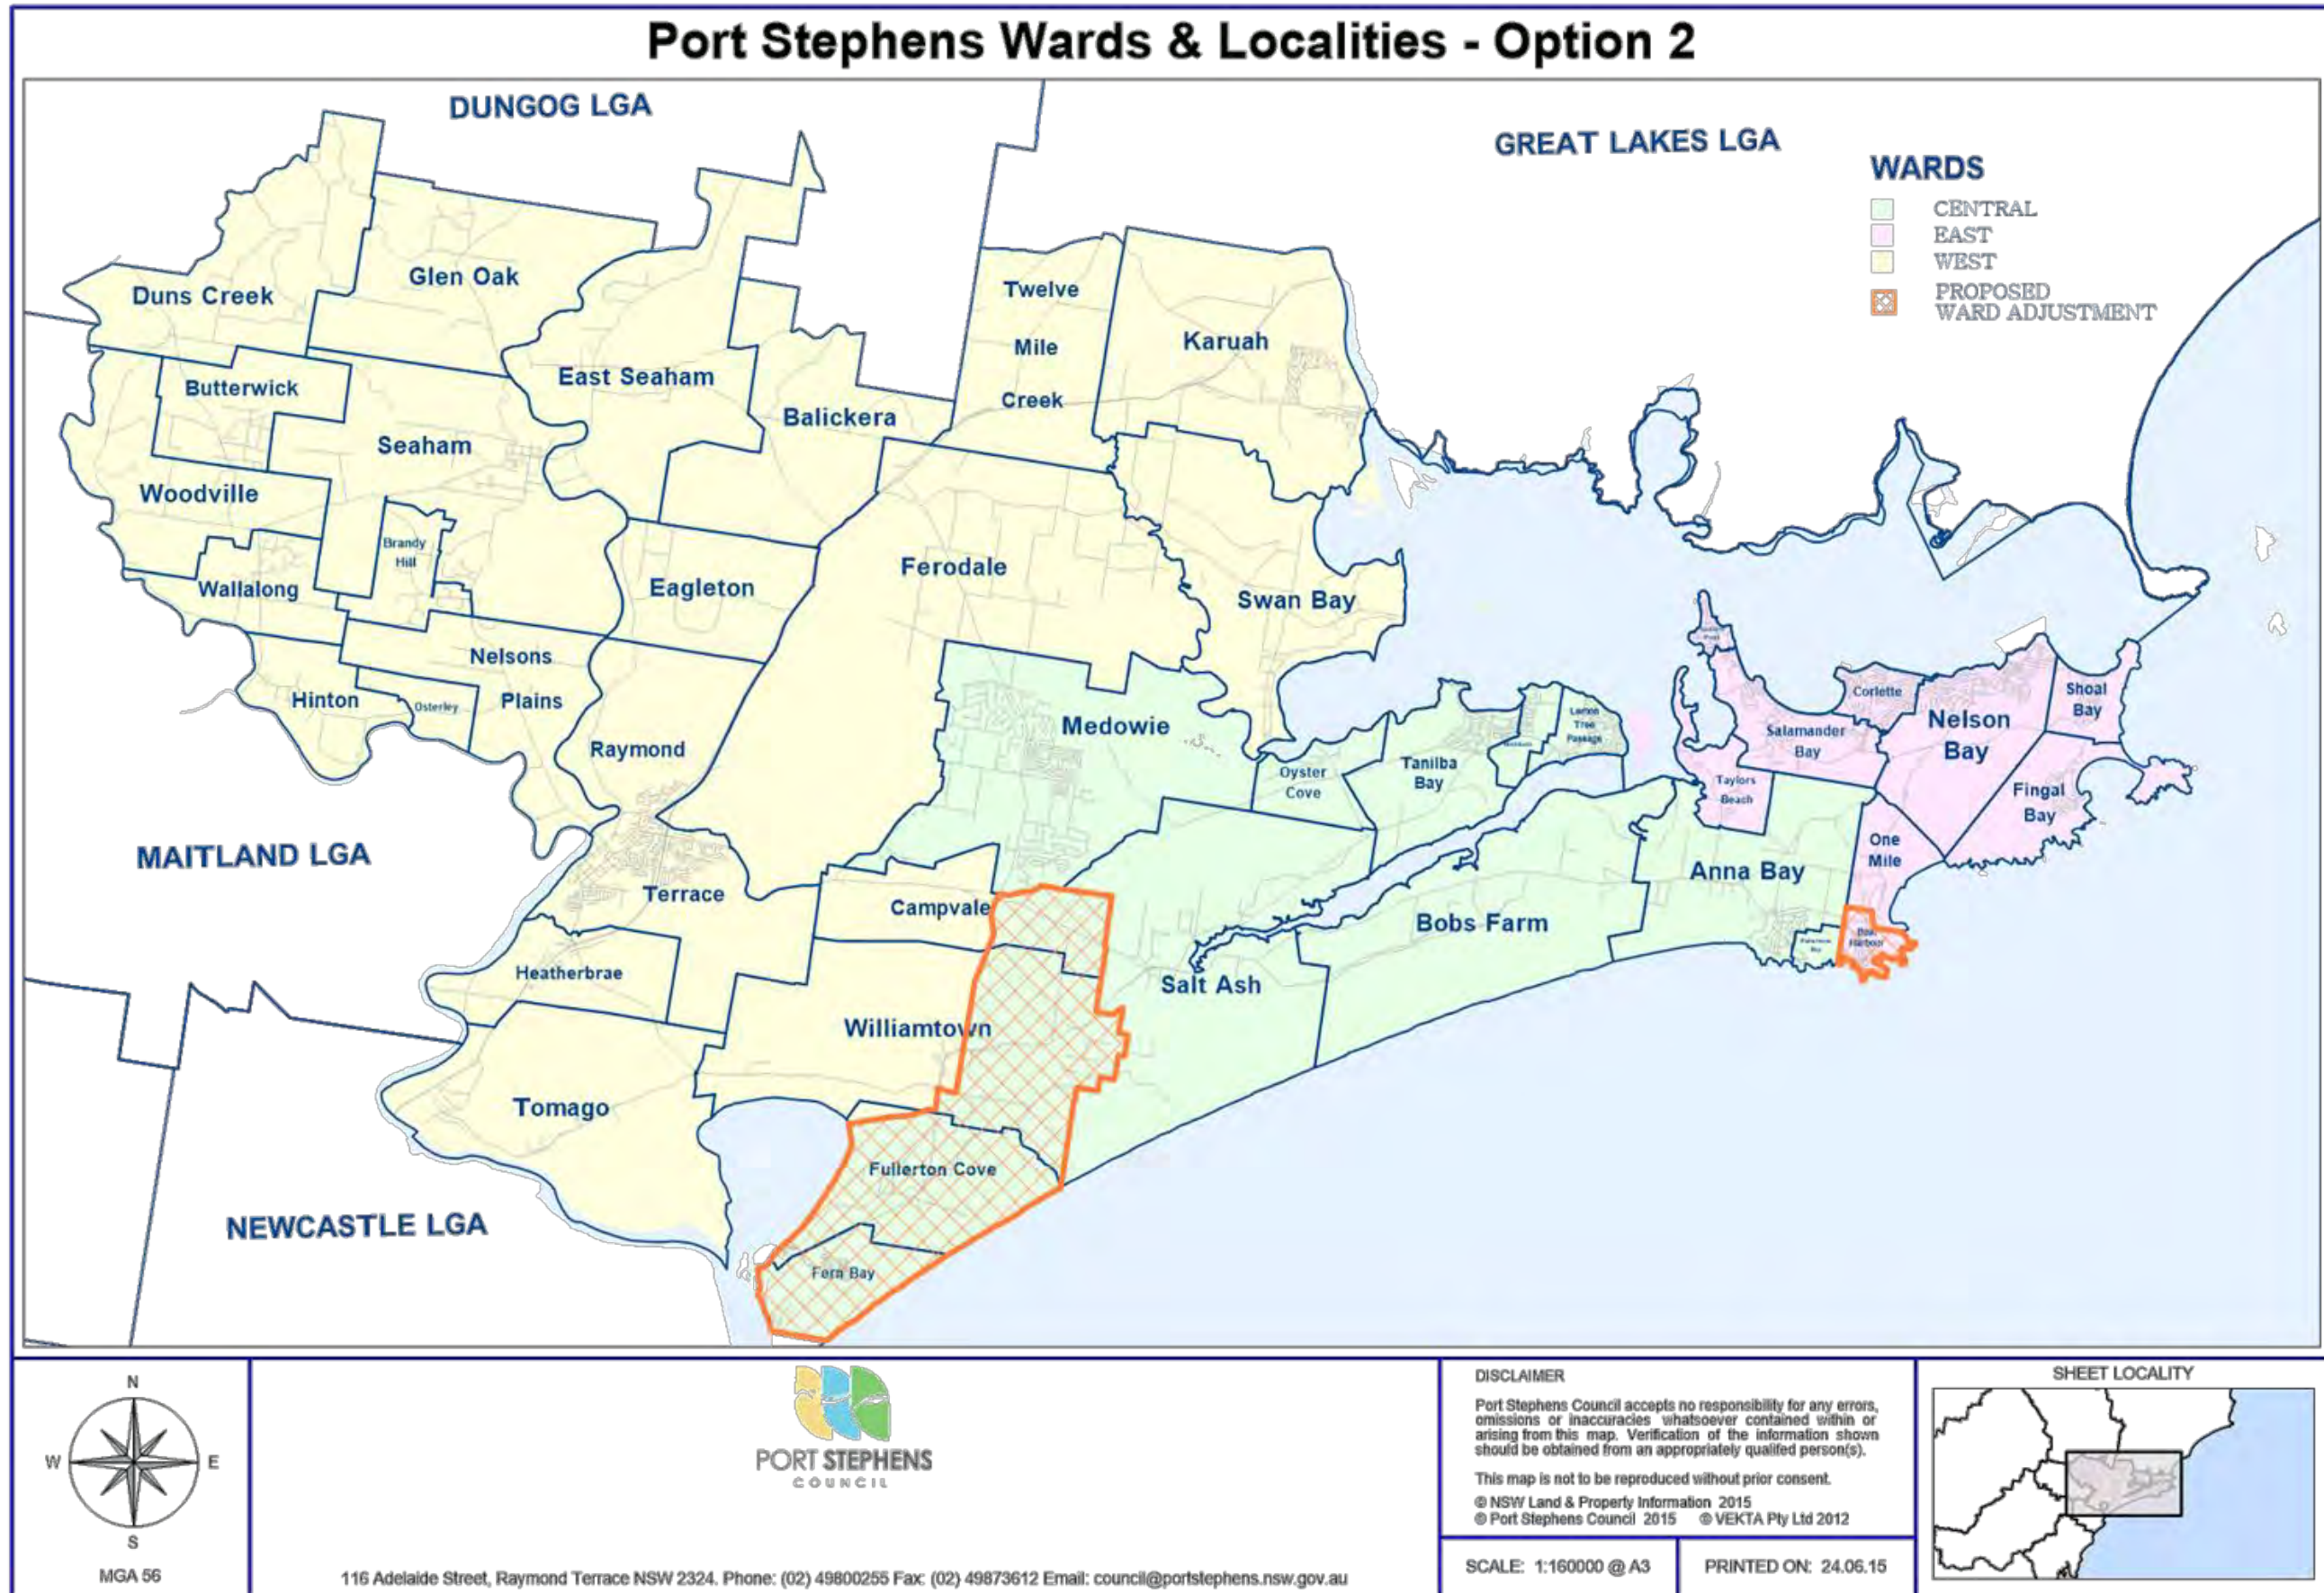 Port Stephens Wards & Localities - Option 2
DUNGOG LGA
GREAT LAKES LGA
WARDS
CENTRAL
EAST
WEST
PROPOSED
WARD ADJUSTMENT
Duns Creek
Glen Oak
Twelve
Mile
Creek
Karuah
East Seaham
Butterwick
Balickera
Seaham
Woodville
Brandy
Hill
Ferodale
Eagleton
Wallalong
Swan Bay
Nelsons
Plains
Hinton
Osterley
Raymond
Terrace
Medowie
Oyster
Cove
Tanilba
Bay
Lemon
Tree
Passage
Corlette
Salamander
Bay
Nelson
Bay
Shoal
Bay
Taylors
Beach
Fingal
Bay
One
Mile
MAITLAND LGA
Campvale
Anna Bay
Bobs Farm
Boat
Harbour
Heatherbrae
Salt Ash
Williamtown
Tomago
Fullerton Cove
NEWCASTLE LGA
Fern Bay
N
W
E
S
MGA 56
PORT STEPHENS
COUNCIL
116 Adelaide Street, Raymond Terrace NSW 2324. Phone: (02) 49800255 Fax: (02) 49873612 Email: council@portstephens.nsw.gov.au
DISCLAIMER
Port Stephens Council accepts no responsibility for any errors,
omissions or inaccuracies whatsoever contained within or
arising from this map. Verification of the information shown
should be obtained from an appropriately qualifed person(s).
This map is not to be reproduced without prior consent.
© NSW Land & Property Information 2015
© Port Stephens Council 2015 © VEKTA Pty Ltd 2012
SCALE: 1:160000 @ A3
PRINTED ON: 24.06.15
SHEET LOCALITY